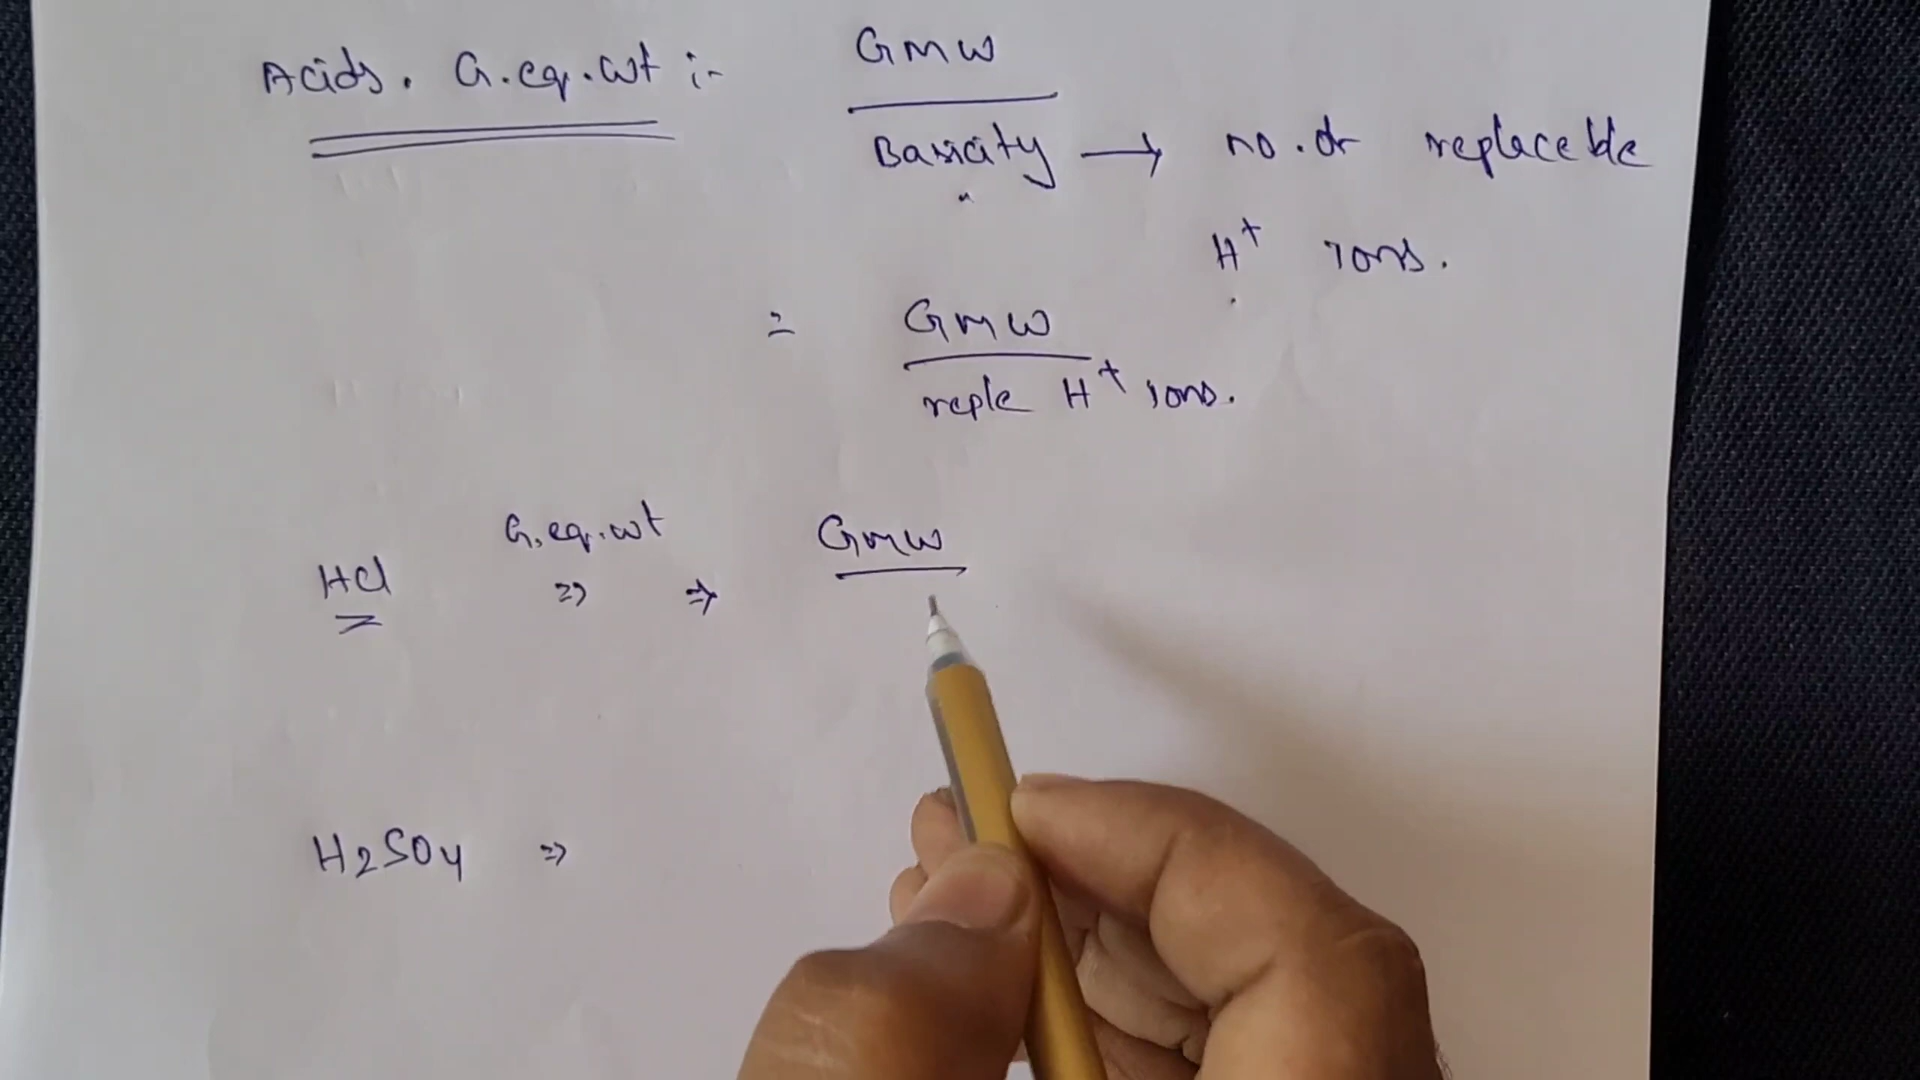 Acids. G.eq.wt :- GMW
Basicity → no. of replaceble
H⁺ ions.
= GMW
reple H⁺ ions.
HCl G.eq.wt ⇒ ⇒ GMW
H₂SO₄ ⇒